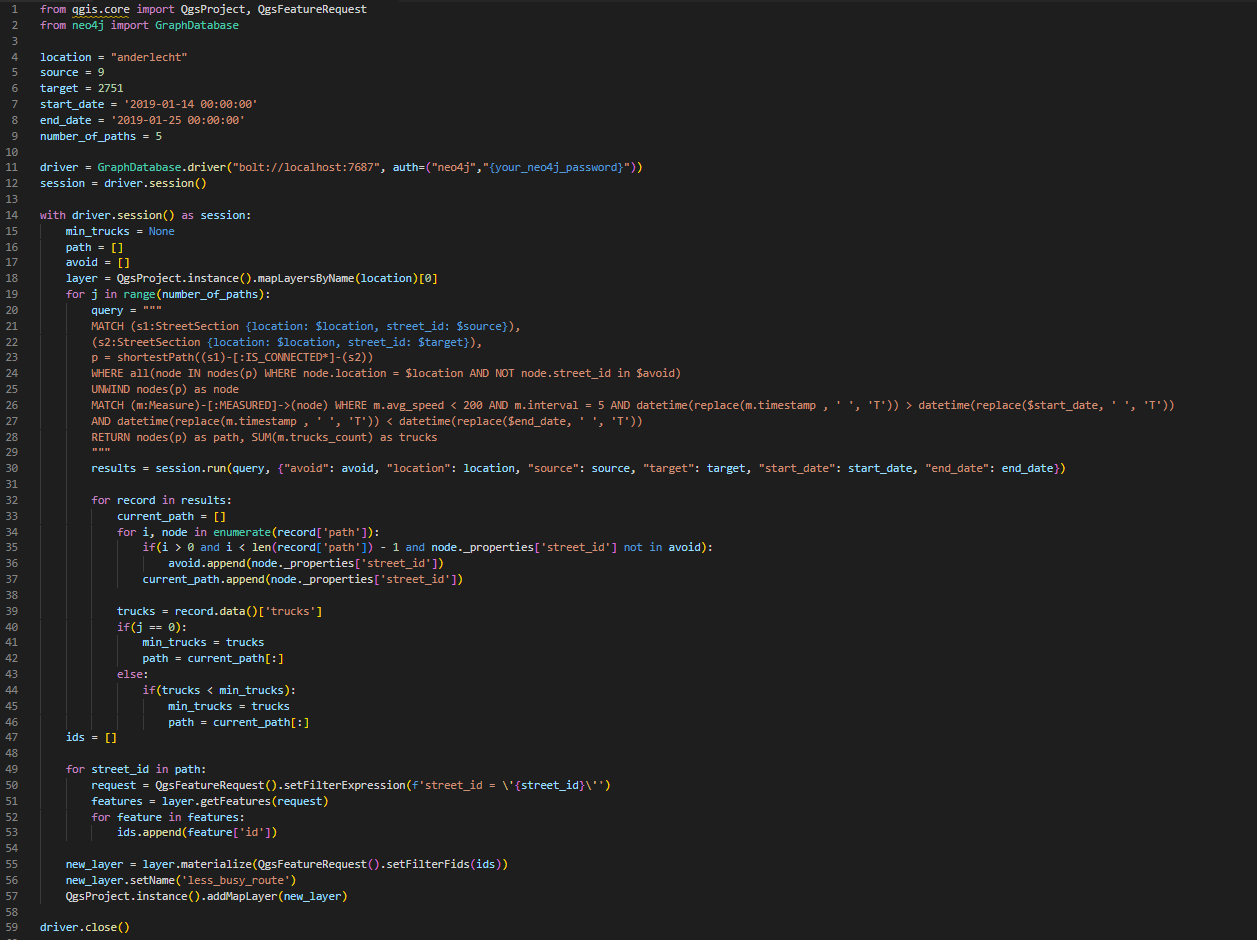 1 from qgis.core import QgsProject, QgsFeatureRequest
2 from neo4j import GraphDatabase
3
4 location = "anderlecht"
5 source = 9
6 target = 2751
7 start_date = '2019-01-14 00:00:00'
8 end_date = '2019-01-25 00:00:00'
9 number_of_paths = 5
10
11 driver = GraphDatabase.driver("bolt://localhost:7687", auth=("neo4j","{your_neo4j_password}"))
12 session = driver.session()
13
14 with driver.session() as session:
15     min_trucks = None
16     path = []
17     avoid = []
18     layer = QgsProject.instance().mapLayersByName(location)[0]
19     for j in range(number_of_paths):
20         query = """
21         MATCH (s1:StreetSection {location: $location, street_id: $source}),
22         (s2:StreetSection {location: $location, street_id: $target}),
23         p = shortestPath((s1)-[:IS_CONNECTED*]-(s2))
24         WHERE all(node IN nodes(p) WHERE node.location = $location AND NOT node.street_id in $avoid)
25         UNWIND nodes(p) as node
26         MATCH (m:Measure)-[:MEASURED]->(node) WHERE m.avg_speed < 200 AND m.interval = 5 AND datetime(replace(m.timestamp , ' ', 'T')) > datetime(replace($start_date, ' ', 'T'))
27         AND datetime(replace(m.timestamp , ' ', 'T')) < datetime(replace($end_date, ' ', 'T'))
28         RETURN nodes(p) as path, SUM(m.trucks_count) as trucks
29         """
30         results = session.run(query, {"avoid": avoid, "location": location, "source": source, "target": target, "start_date": start_date, "end_date": end_date})
31
32         for record in results:
33             current_path = []
34             for i, node in enumerate(record['path']):
35                 if(i > 0 and i < len(record['path']) - 1 and node._properties['street_id'] not in avoid):
36                     avoid.append(node._properties['street_id'])
37                 current_path.append(node._properties['street_id'])
38
39             trucks = record.data()['trucks']
40             if(j == 0):
41                 min_trucks = trucks
42                 path = current_path[:]
43             else:
44                 if(trucks < min_trucks):
45                     min_trucks = trucks
46                     path = current_path[:]
47     ids = []
48
49     for street_id in path:
50         request = QgsFeatureRequest().setFilterExpression(f'street_id = \'{street_id}\'')
51         features = layer.getFeatures(request)
52         for feature in features:
53             ids.append(feature['id'])
54
55     new_layer = layer.materialize(QgsFeatureRequest().setFilterFids(ids))
56     new_layer.setName('less_busy_route')
57     QgsProject.instance().addMapLayer(new_layer)
58
59 driver.close()